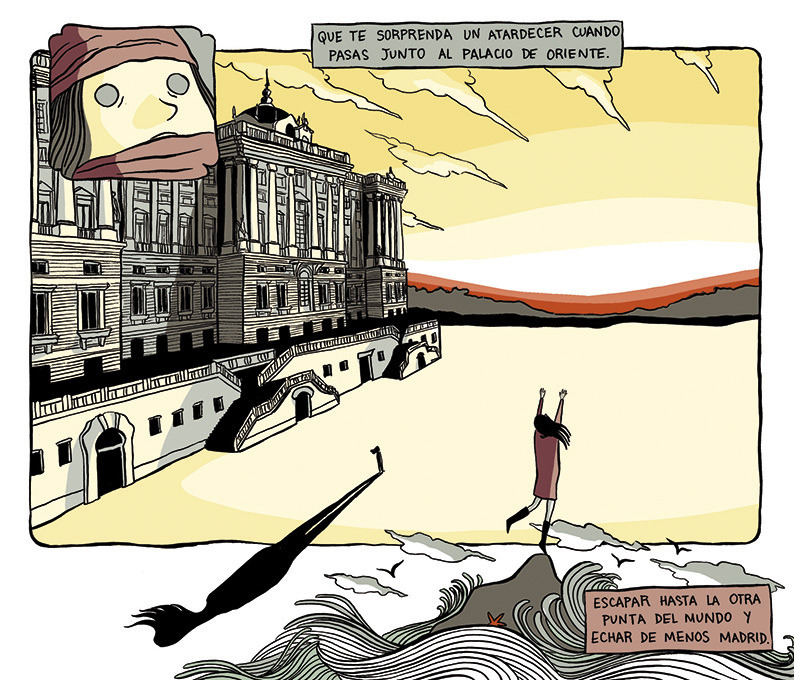 QUE TE SORPRENDA UN ATARDECER CUANDO
PASAS JUNTO AL PALACIO DE ORIENTE.
ESCAPAR HASTA LA OTRA
PUNTA DEL MUNDO Y
ECHAR DE MENOS MADRID.